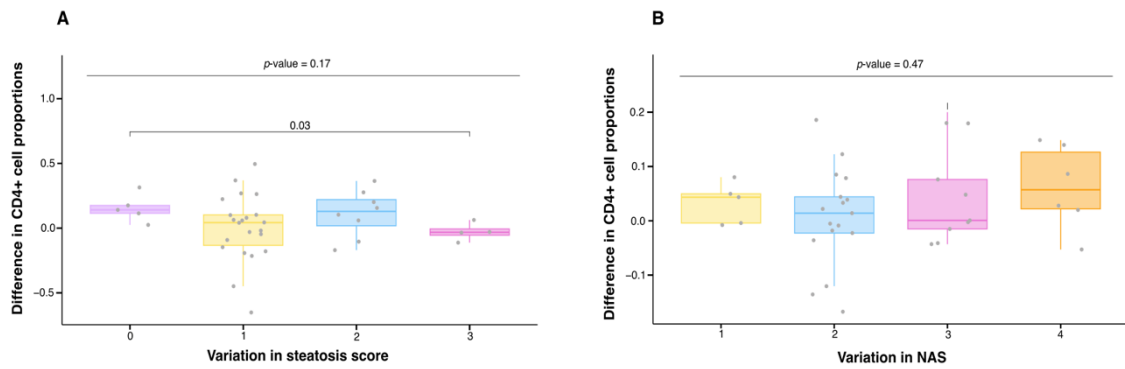 A
Difference in CD4+ cell proportions
p-value = 0.17
1.0
0.03
0.5
0.0
−0.5
0 1 2 3
Variation in steatosis score
B
Difference in CD4+ cell proportions
p-value = 0.47
0.2
0.1
0.0
−0.1
1 2 3 4
Variation in NAS